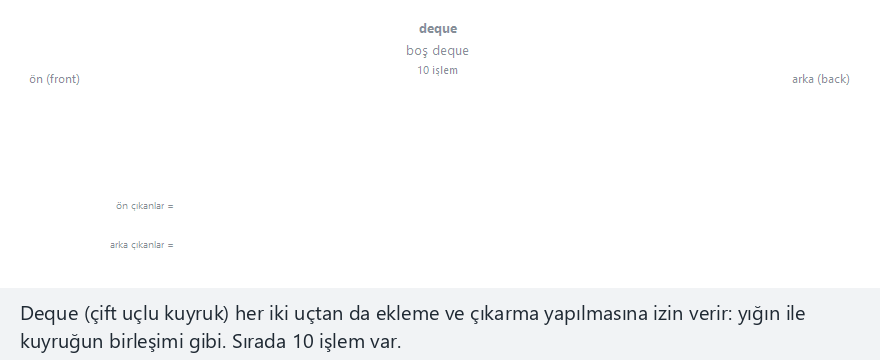 deque
boş deque
10 işlem
ön (front)
arka (back)
ön çıkanlar =
arka çıkanlar =
Deque (çift uçlu kuyruk) her iki uçtan da ekleme ve çıkarma yapılmasına izin verir: yığın ile
kuyruğun birleşimi gibi. Sırada 10 işlem var.